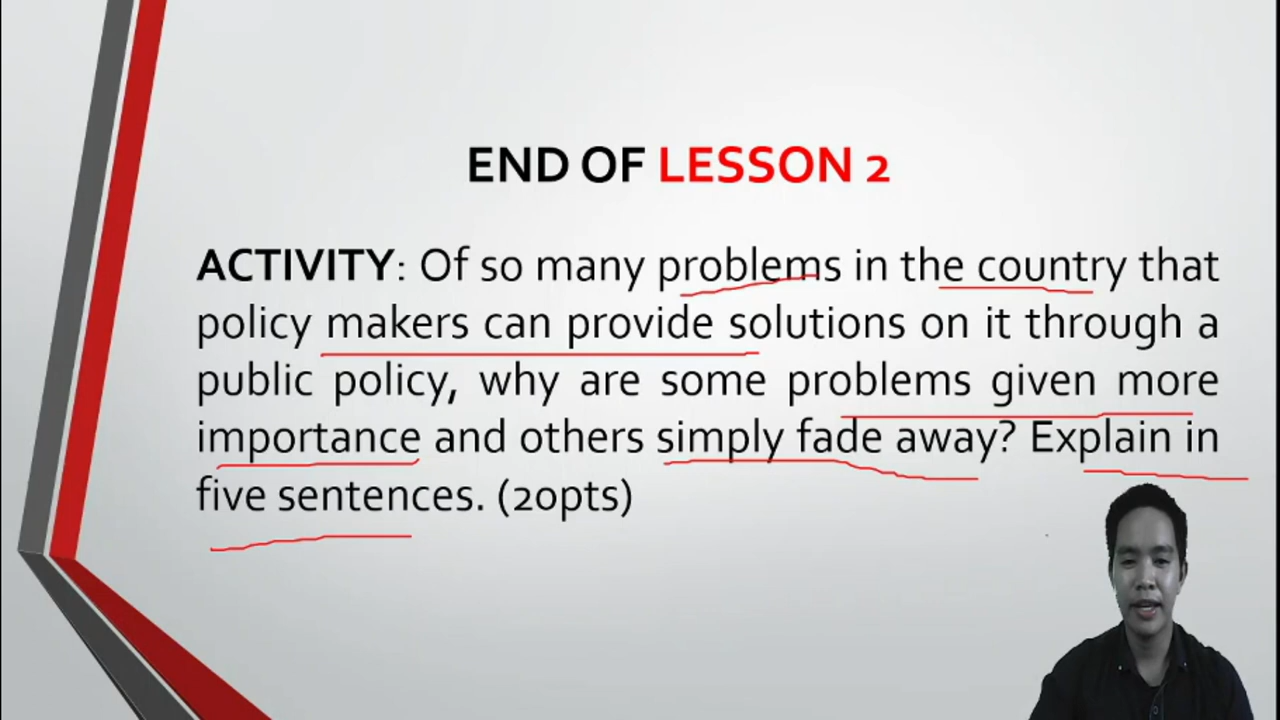 END OF LESSON 2
ACTIVITY: Of so many problems in the country that
policy makers can provide solutions on it through a
public policy, why are some problems given more
importance and others simply fade away? Explain in
five sentences. (20pts)